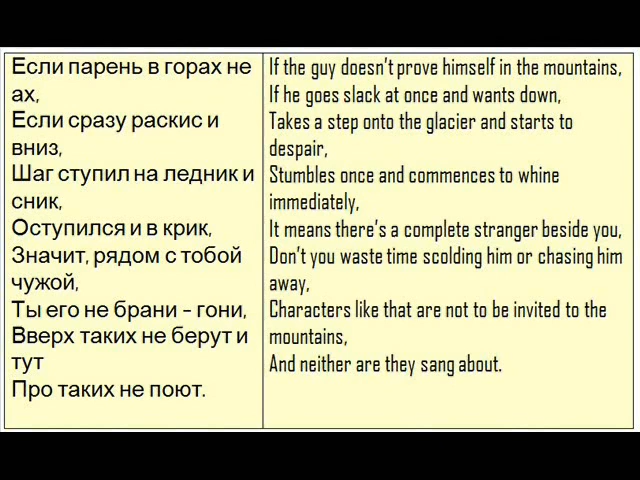 Если парень в горах не
ах,
Если сразу раскис и
вниз,
Шаг ступил на ледник и
сник,
Оступился и в крик,
Значит, рядом с тобой
чужой,
Ты его не брани – гони,
Вверх таких не берут и
тут
Про таких не поют.
If the guy doesn't prove himself in the mountains,
If he goes slack at once and wants down,
Takes a step onto the glacier and starts to
despair,
Stumbles once and commences to whine
immediately,
It means there's a complete stranger beside you,
Don't you waste time scolding him or chasing him
away,
Characters like that are not to be invited to the
mountains,
And neither are they sang about.